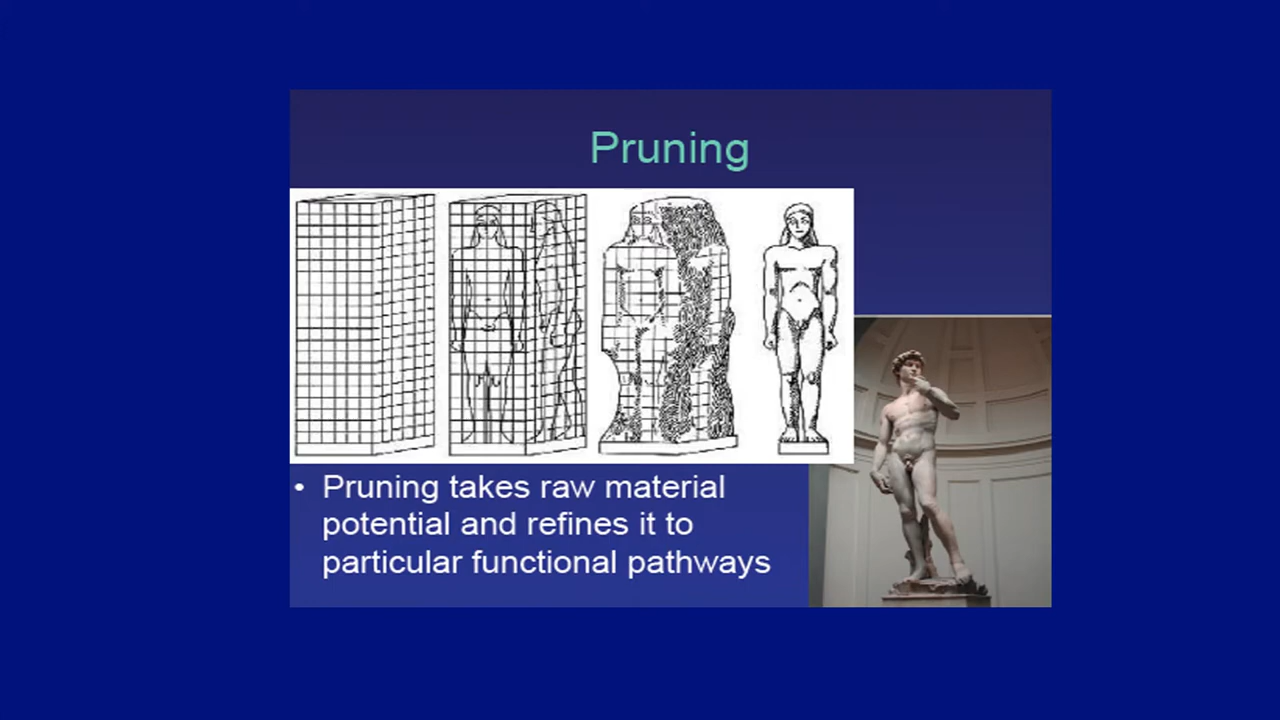 Pruning
• Pruning takes raw material
potential and refines it to
particular functional pathways